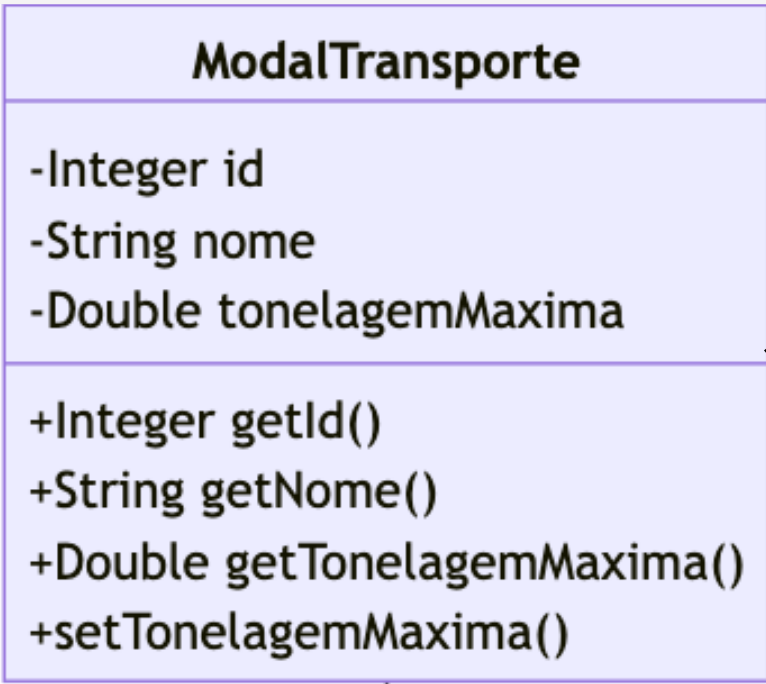 ModalTransporte
-Integer id
-String nome
-Double tonelagemMaxima
+Integer getId()
+String getNome()
+Double getTonelagemMaxima()
+setTonelagemMaxima()